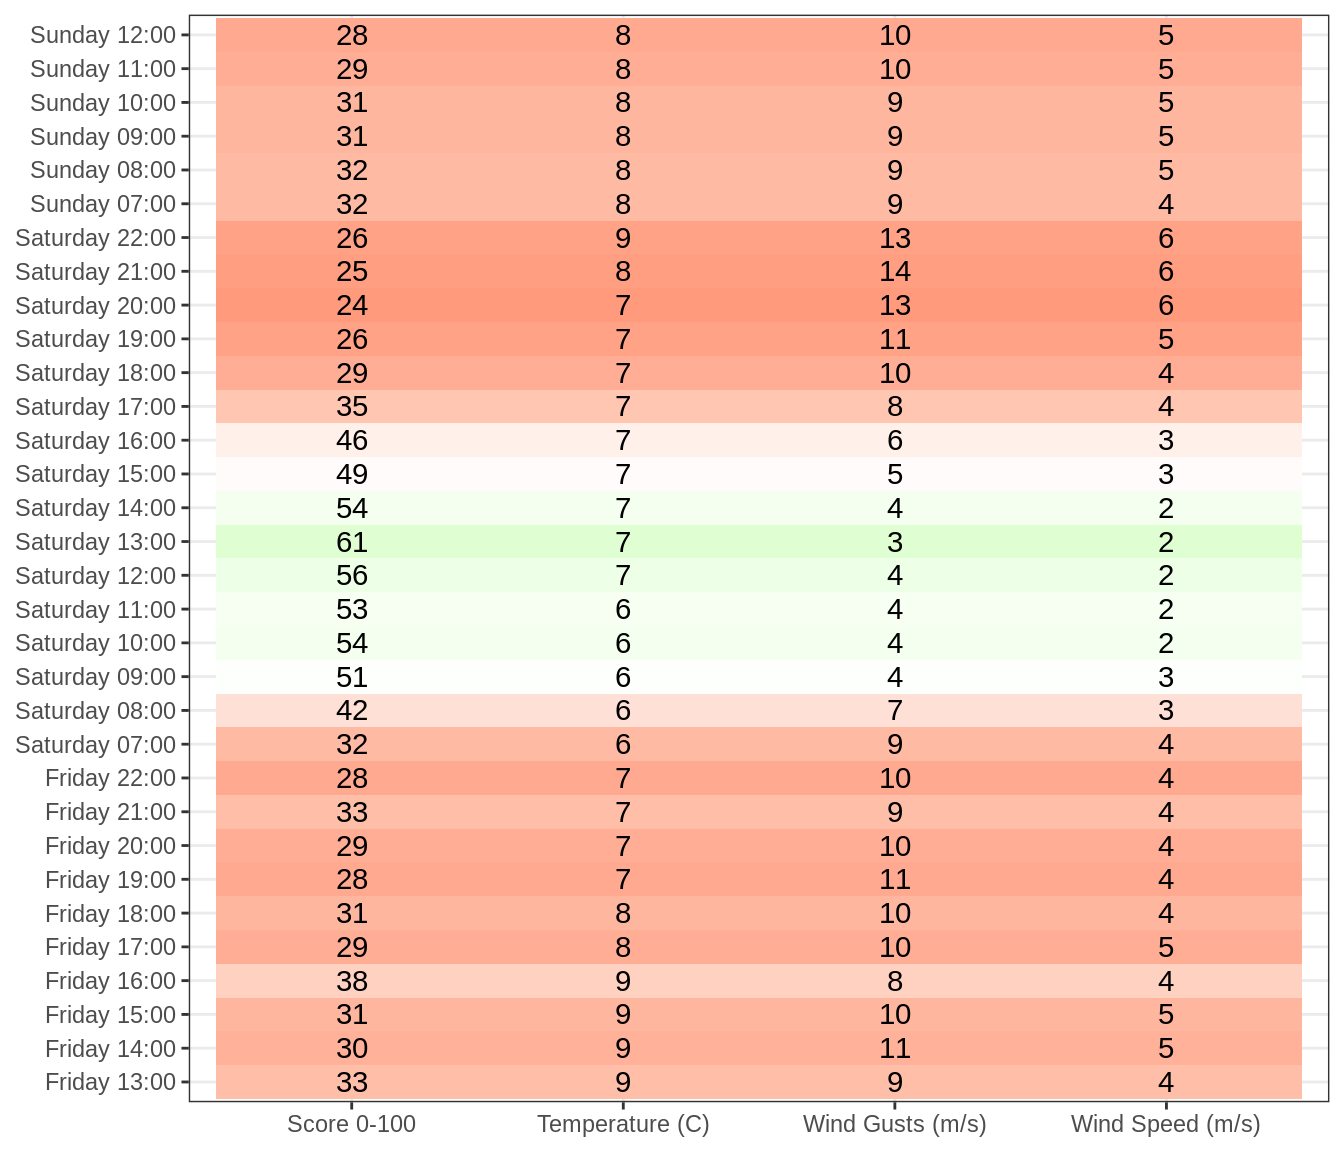 Sunday 12:00 28 8 10 5
Sunday 11:00 29 8 10 5
Sunday 10:00 31 8 9 5
Sunday 09:00 31 8 9 5
Sunday 08:00 32 8 9 5
Sunday 07:00 32 8 9 4
Saturday 22:00 26 9 13 6
Saturday 21:00 25 8 14 6
Saturday 20:00 24 7 13 6
Saturday 19:00 26 7 11 5
Saturday 18:00 29 7 10 4
Saturday 17:00 35 7 8 4
Saturday 16:00 46 7 6 3
Saturday 15:00 49 7 5 3
Saturday 14:00 54 7 4 2
Saturday 13:00 61 7 3 2
Saturday 12:00 56 7 4 2
Saturday 11:00 53 6 4 2
Saturday 10:00 54 6 4 2
Saturday 09:00 51 6 4 3
Saturday 08:00 42 6 7 3
Saturday 07:00 32 6 9 4
Friday 22:00 28 7 10 4
Friday 21:00 33 7 9 4
Friday 20:00 29 7 10 4
Friday 19:00 28 7 11 4
Friday 18:00 31 8 10 4
Friday 17:00 29 8 10 5
Friday 16:00 38 9 8 4
Friday 15:00 31 9 10 5
Friday 14:00 30 9 11 5
Friday 13:00 33 9 9 4
Score 0-100 Temperature (C) Wind Gusts (m/s) Wind Speed (m/s)